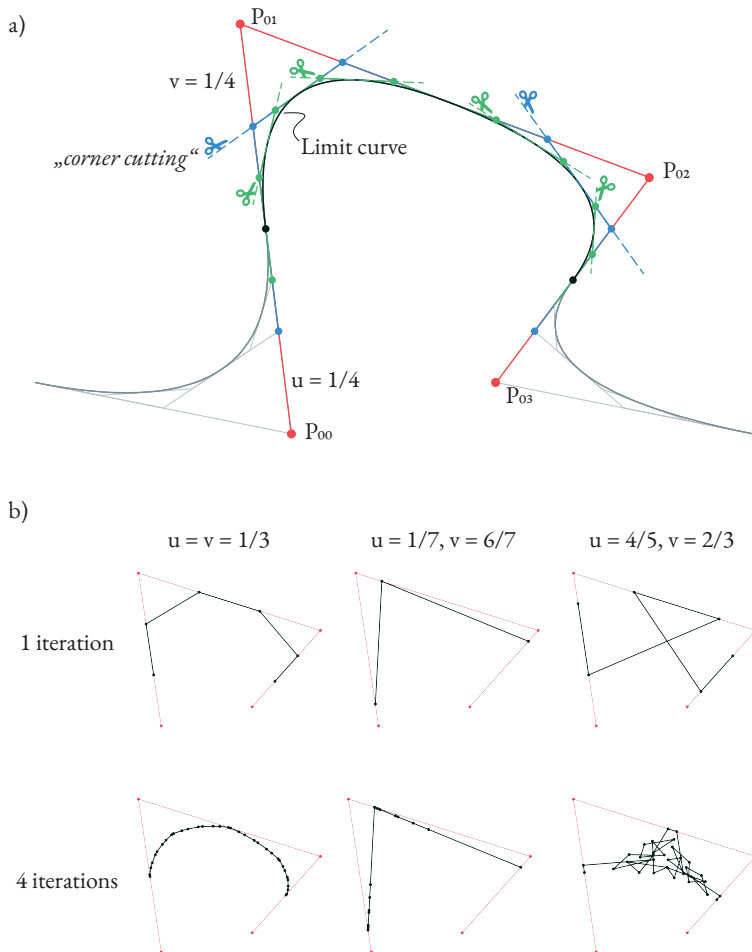 a)
P₀₁
v = 1/4
Limit curve
„corner cutting“
P₀₂
u = 1/4
P₀₃
P₀₀
b)
u = v = 1/3
u = 1/7, v = 6/7
u = 4/5, v = 2/3
1 iteration
4 iterations